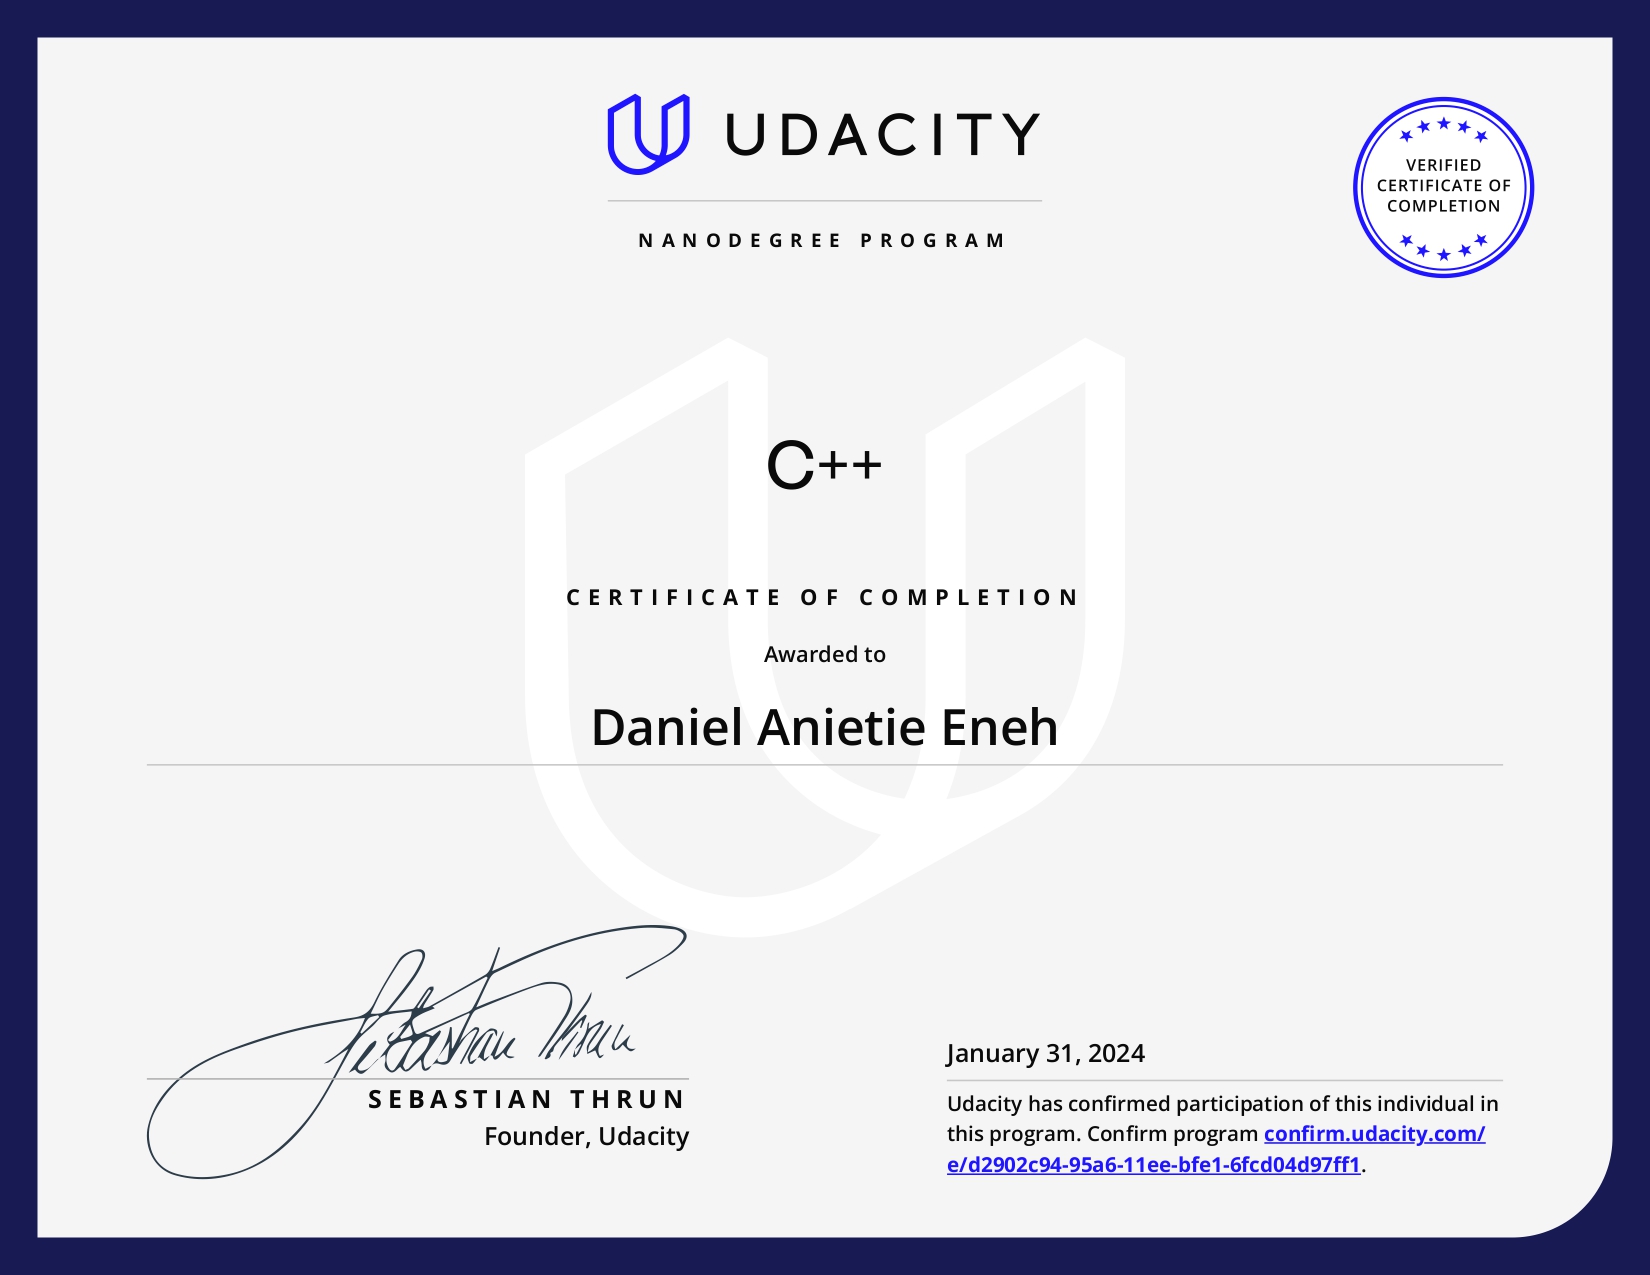 UDACITY
NANODEGREE PROGRAM
VERIFIED
CERTIFICATE OF
COMPLETION
C++
CERTIFICATE OF COMPLETION
Awarded to
Daniel Anietie Eneh
Sebastian Thrun
SEBASTIAN THRUN
Founder, Udacity
January 31, 2024
Udacity has confirmed participation of this individual in
this program. Confirm program confirm.udacity.com/
e/d2902c94-95a6-11ee-bfe1-6fcd04d97ff1.